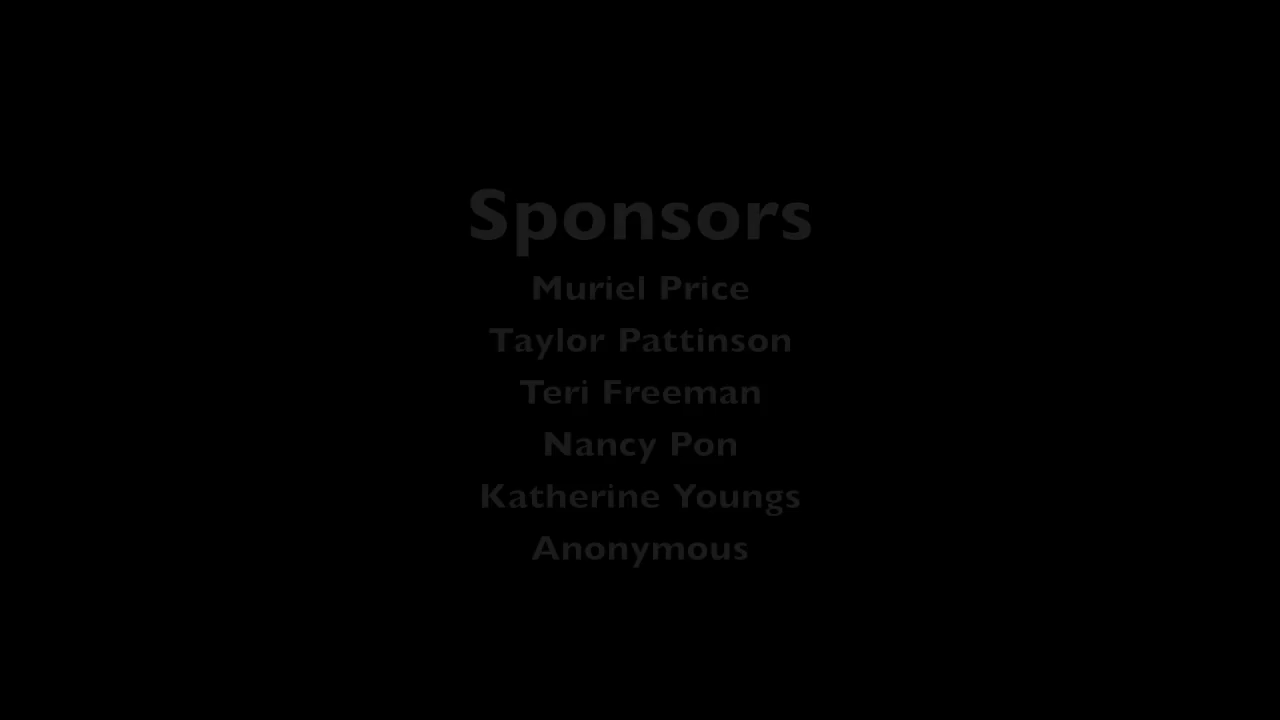 Sponsors
Muriel Price
Taylor Pattinson
Teri Freeman
Nancy Pon
Katherine Youngs
Anonymous